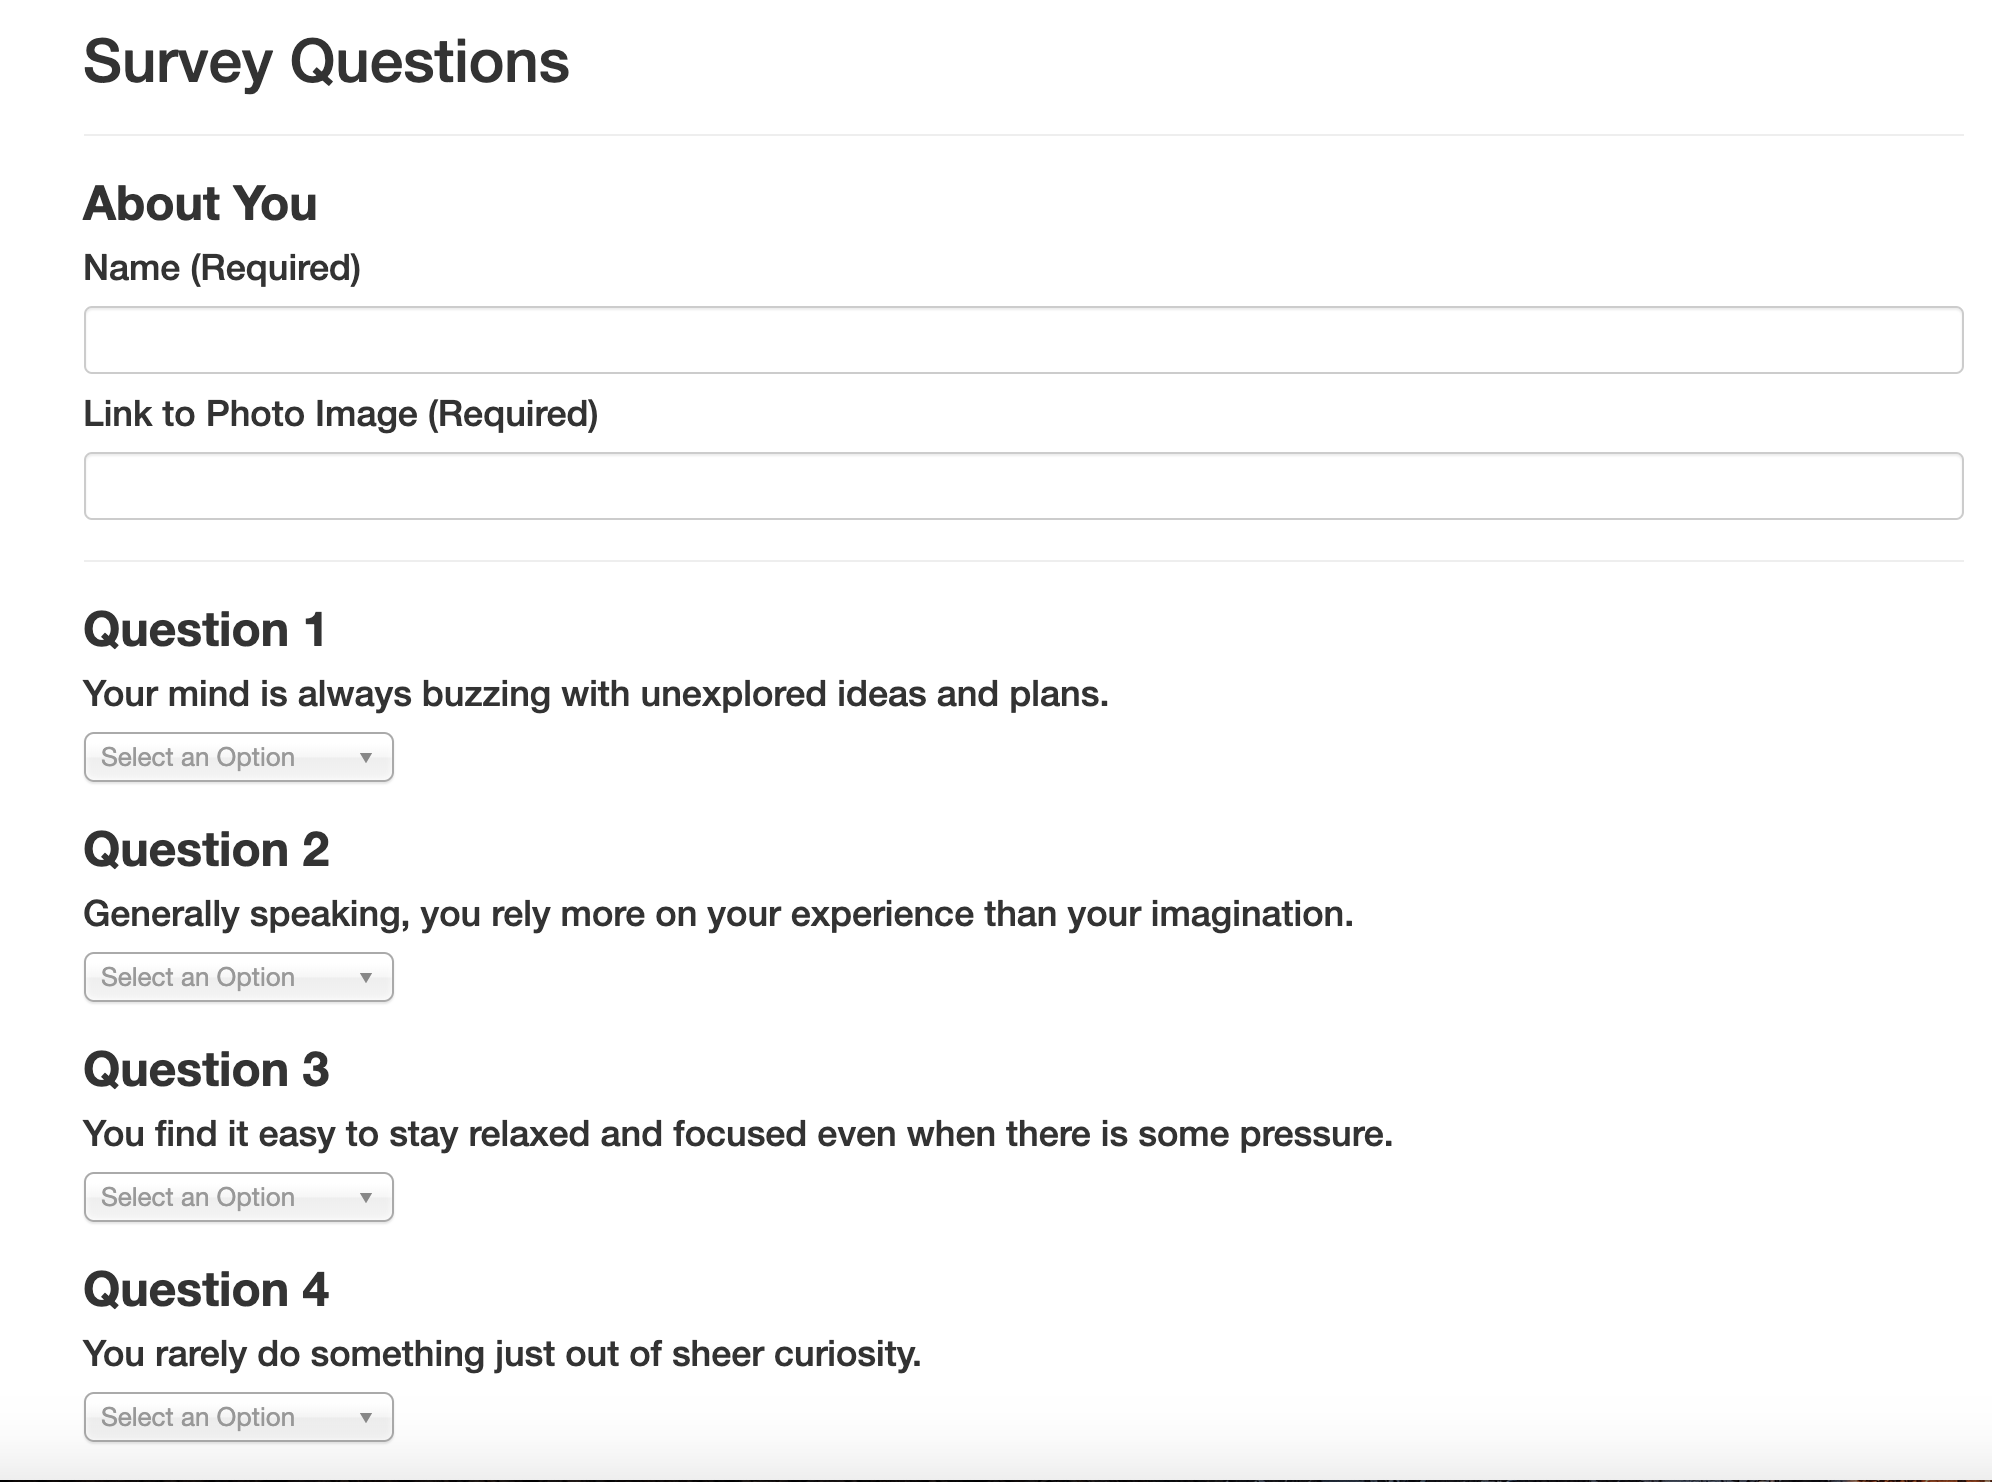 Survey Questions
About You
Name (Required)
Link to Photo Image (Required)
Question 1
Your mind is always buzzing with unexplored ideas and plans.
Select an Option
Question 2
Generally speaking, you rely more on your experience than your imagination.
Select an Option
Question 3
You find it easy to stay relaxed and focused even when there is some pressure.
Select an Option
Question 4
You rarely do something just out of sheer curiosity.
Select an Option